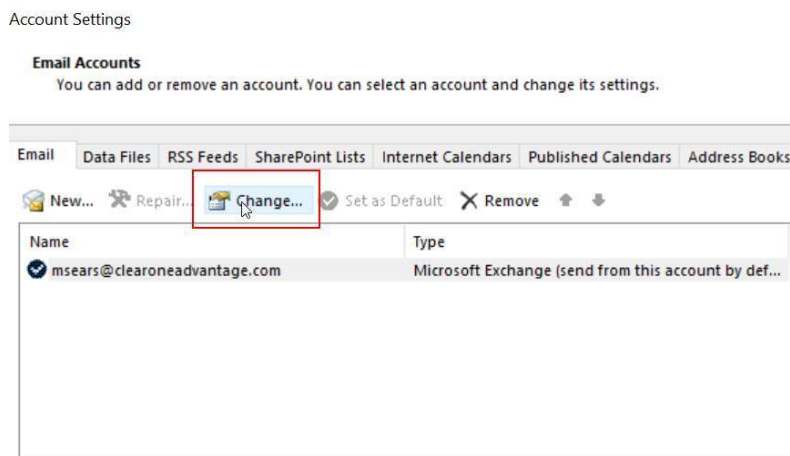 Account Settings
Email Accounts
You can add or remove an account. You can select an account and change its settings.
Email Data Files RSS Feeds SharePoint Lists Internet Calendars Published Calendars Address Books
New... Repair... Change... Set as Default Remove
Name Type
msears@clearoneadvantage.com Microsoft Exchange (send from this account by def...